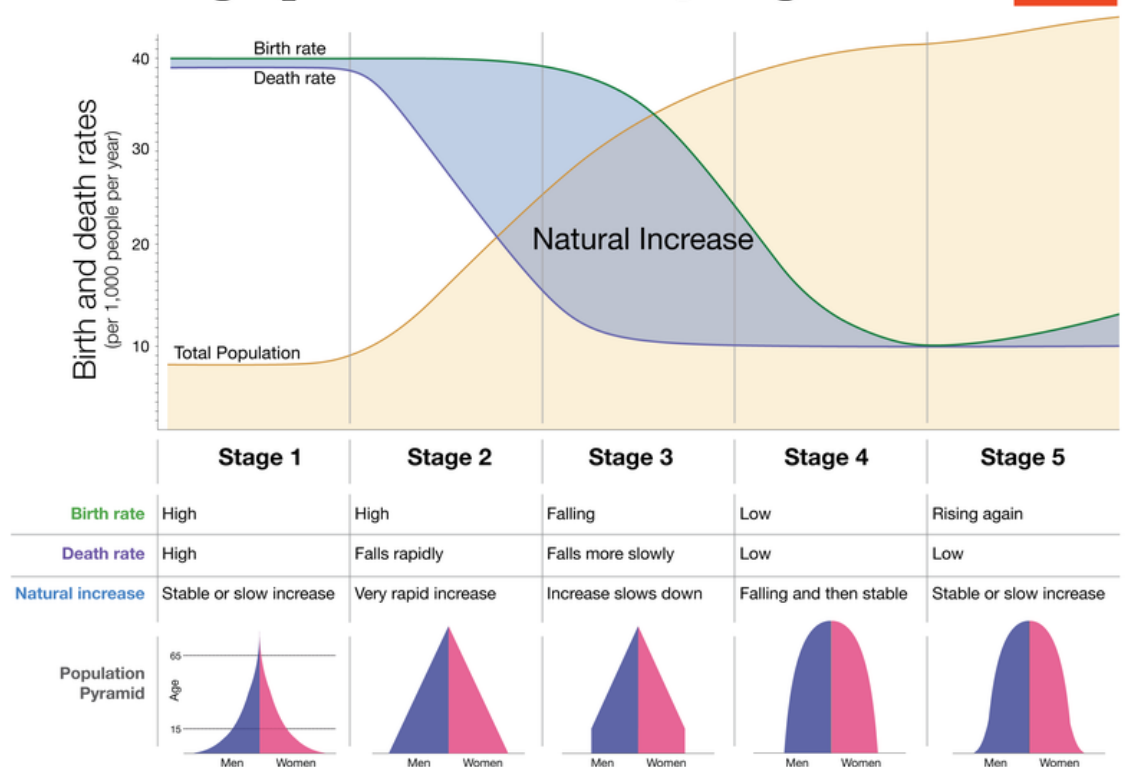 Birth rate
Death rate
40
30
20
10
Birth and death rates
(per 1,000 people per year)
Natural Increase
Total Population
Stage 1 Stage 2 Stage 3 Stage 4 Stage 5
Birth rate High High Falling Low Rising again
Death rate High Falls rapidly Falls more slowly Low Low
Natural increase Stable or slow increase Very rapid increase Increase slows down Falling and then stable Stable or slow increase
Population
Pyramid
65
Age
15
Men Women Men Women Men Women Men Women Men Women